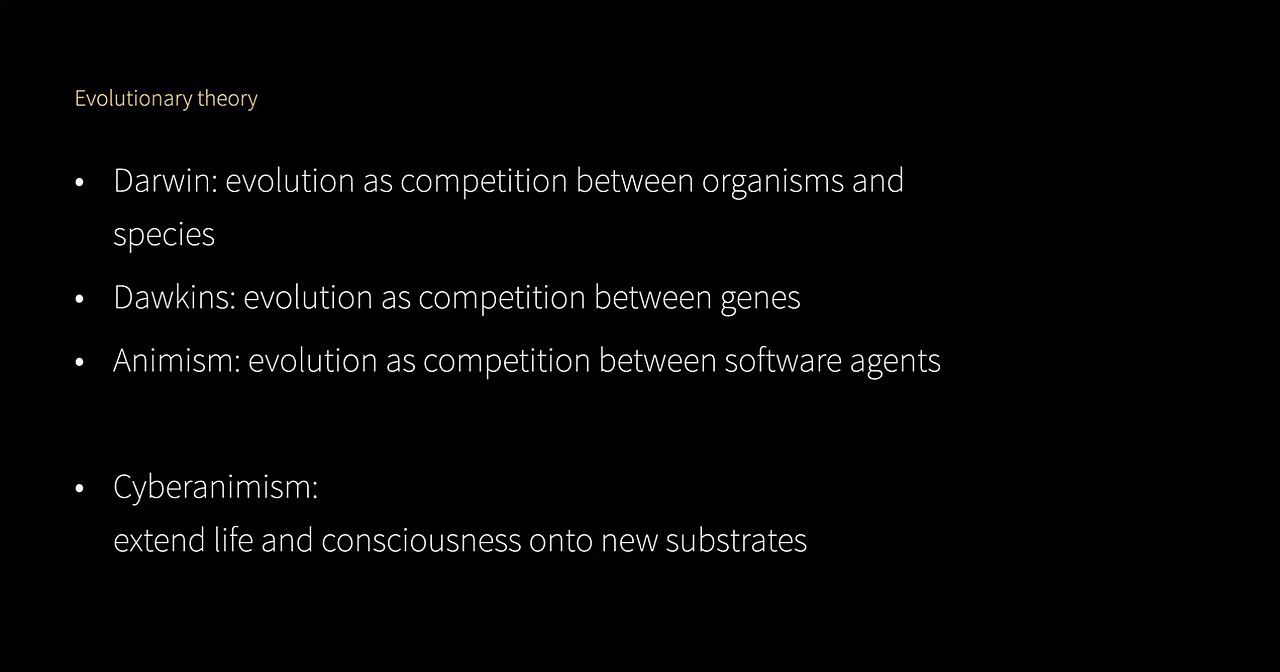 Evolutionary theory
• Darwin: evolution as competition between organisms and
species
• Dawkins: evolution as competition between genes
• Animism: evolution as competition between software agents
• Cyberanimism:
extend life and consciousness onto new substrates